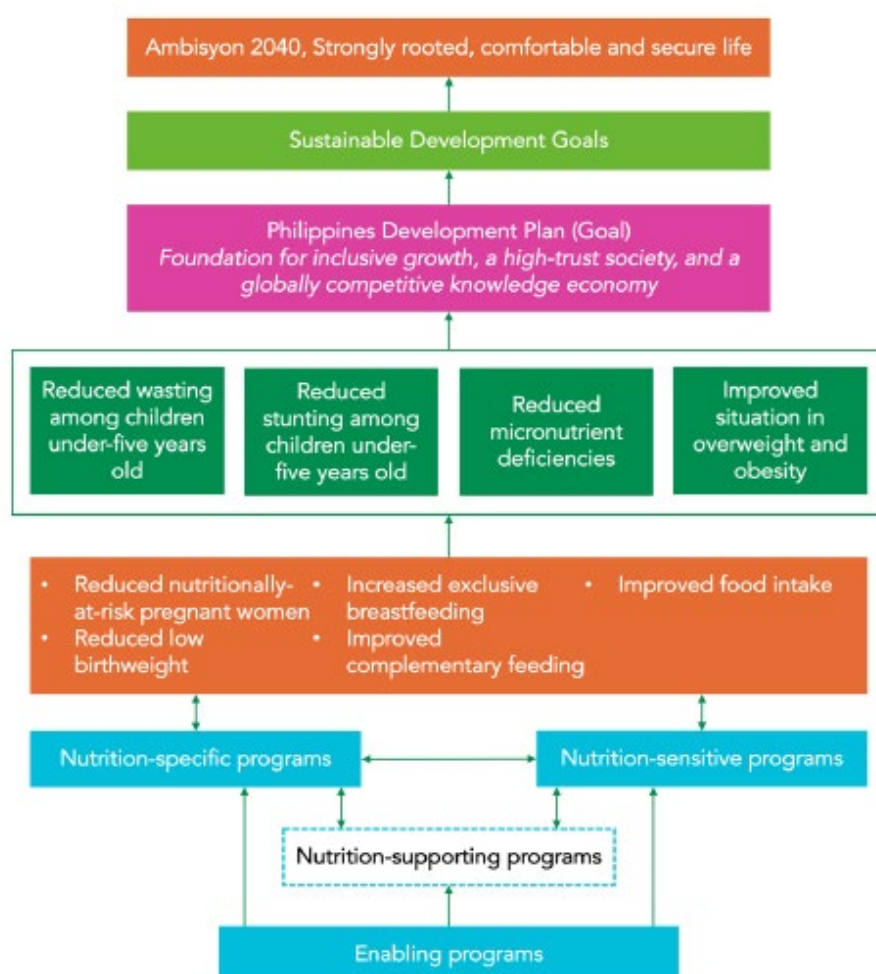 Ambisyon 2040, Strongly rooted, comfortable and secure life
Sustainable Development Goals
Philippines Development Plan (Goal)
Foundation for inclusive growth, a high-trust society, and a
globally competitive knowledge economy
Reduced wasting
among children
under-five years
old
Reduced
stunting among
children under-
five years old
Reduced
micronutrient
deficiencies
Improved
situation in
overweight and
obesity
• Reduced nutritionally-
at-risk pregnant women
• Reduced low
birthweight
• Increased exclusive
breastfeeding
• Improved
complementary feeding
• Improved food intake
Nutrition-specific programs
Nutrition-sensitive programs
Nutrition-supporting programs
Enabling programs